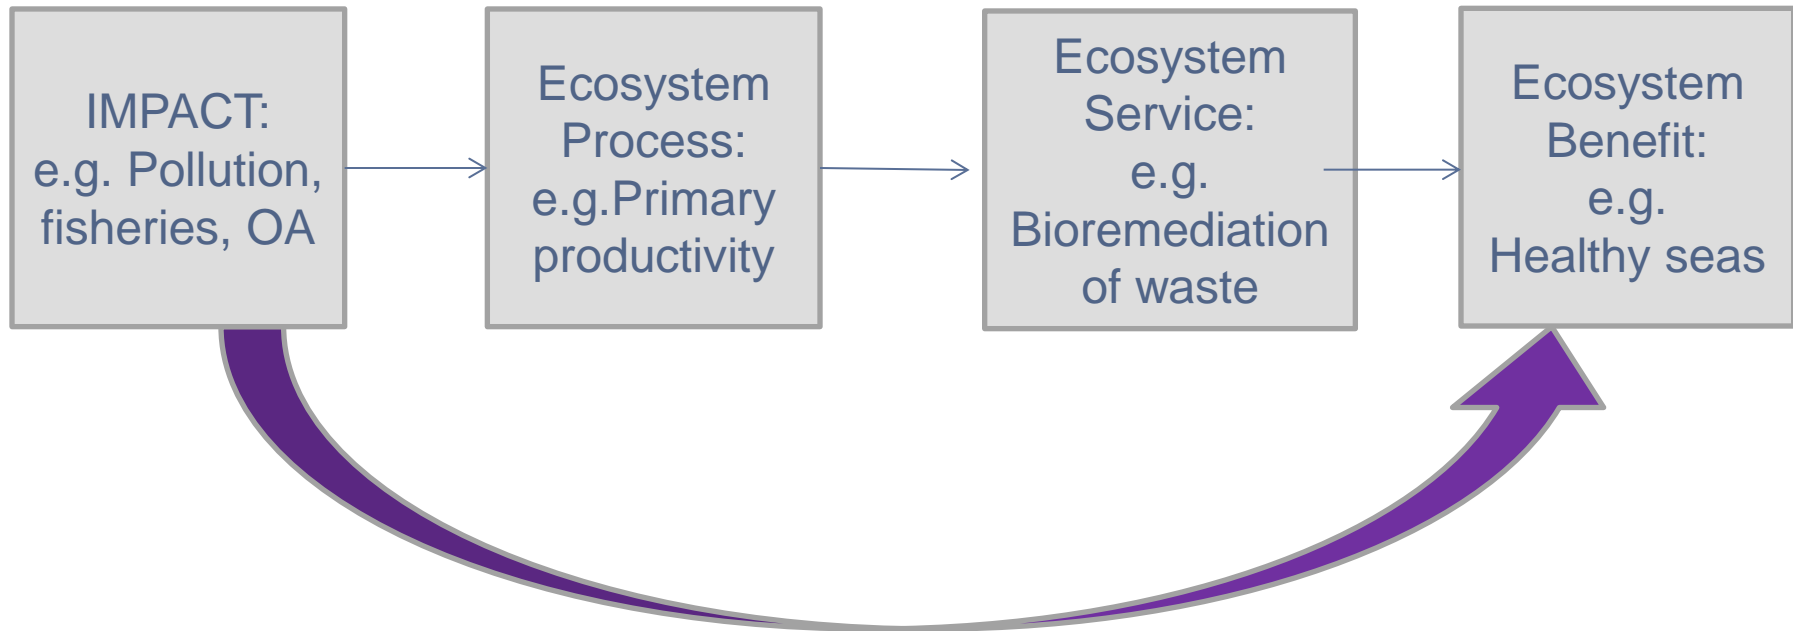 IMPACT:
e.g. Pollution,
fisheries, OA
Ecosystem
Process:
e.g.Primary
productivity
Ecosystem
Service:
e.g.
Bioremediation
of waste
Ecosystem
Benefit:
e.g.
Healthy seas